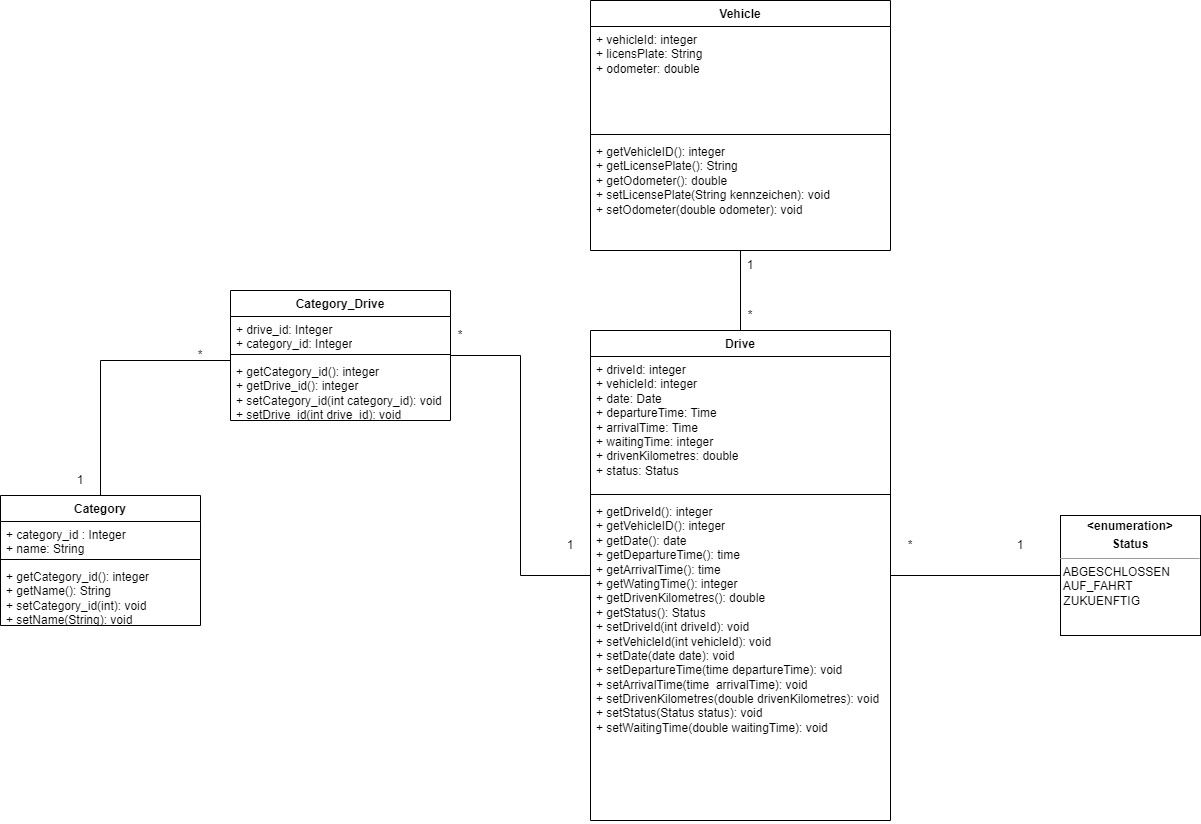 Vehicle
+ vehicleId: integer
+ licensPlate: String
+ odometer: double
+ getVehicleID(): integer
+ getLicensePlate(): String
+ getOdometer(): double
+ setLicensePlate(String kennzeichen): void
+ setOdometer(double odometer): void
1
*
Category_Drive
+ drive_id: Integer
+ category_id: Integer
+ getCategory_id(): integer
+ getDrive_id(): integer
+ setCategory_id(int category_id): void
+ setDrive_id(int drive_id): void
*
*
1
1
Category
+ category_id : Integer
+ name: String
+ getCategory_id(): integer
+ getName(): String
+ setCategory_id(int): void
+ setName(String): void
Drive
+ driveId: integer
+ vehicleId: integer
+ date: Date
+ departureTime: Time
+ arrivalTime: Time
+ waitingTime: integer
+ drivenKilometres: double
+ status: Status
+ getDriveId(): integer
+ getVehicleID(): integer
+ getDate(): date
+ getDepartureTime(): time
+ getArrivalTime(): time
+ getWatingTime(): integer
+ getDrivenKilometres(): double
+ getStatus(): Status
+ setDriveId(int driveId): void
+ setVehicleId(int vehicleId): void
+ setDate(date date): void
+ setDepartureTime(time departureTime): void
+ setArrivalTime(time  arrivalTime): void
+ setDrivenKilometres(double drivenKilometres): void
+ setStatus(Status status): void
+ setWaitingTime(double waitingTime): void
*
1
<enumeration>
Status
ABGESCHLOSSEN
AUF_FAHRT
ZUKUENFTIG